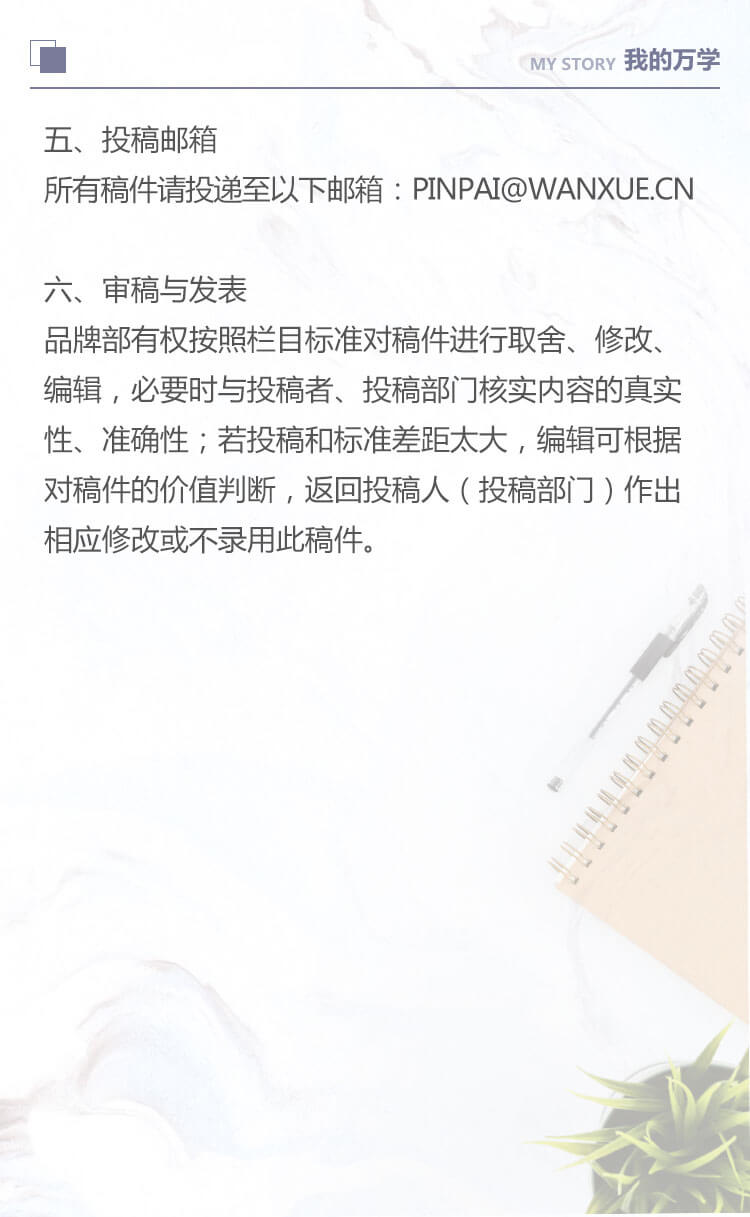 MY STORY 我的万学
五、投稿邮箱
所有稿件请投递至以下邮箱：PINPAI@WANXUE.CN
六、审稿与发表
品牌部有权按照栏目标准对稿件进行取舍、修改、
编辑，必要时与投稿者、投稿部门核实内容的真实
性、准确性；若投稿和标准差距太大，编辑可根据
对稿件的价值判断，返回投稿人（投稿部门）作出
相应修改或不录用此稿件。